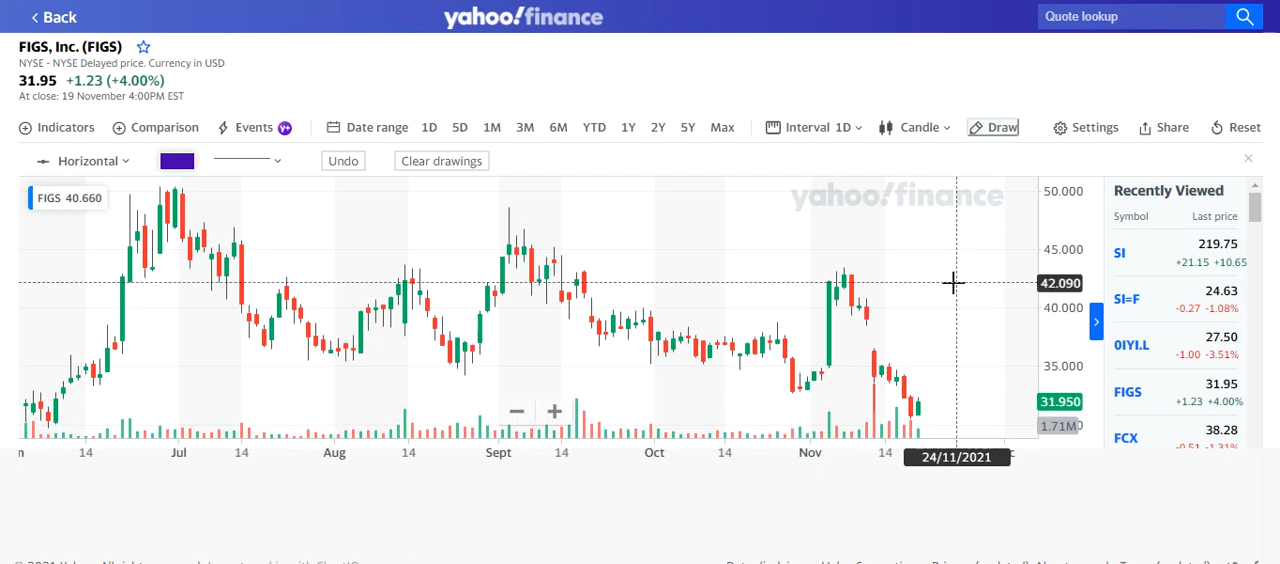 Back
yahoo!finance
Quote lookup
FIGS, Inc. (FIGS)
NYSE - NYSE Delayed price. Currency in USD
31.95 +1.23 (+4.00%)
At close: 19 November 4:00PM EST
Indicators Comparison Events Y+ Date range 1D 5D 1M 3M 6M YTD 1Y 2Y 5Y Max Interval 1D Candle Draw Settings Share Reset
Horizontal Undo Clear drawings
FIGS 40.660
yahoo!finance
50.000
45.000
42.090
40.000
35.000
31.950
1.71M
14 Jul 14 Aug 14 Sept 14 Oct 14 Nov 14
24/11/2021
Recently Viewed
Symbol Last price
SI 219.75
+21.15 +10.65
SI=F 24.63
-0.27 -1.08%
0IYI.L 27.50
-1.00 -3.51%
FIGS 31.95
+1.23 +4.00%
FCX 38.28
-0.51 -1.31%